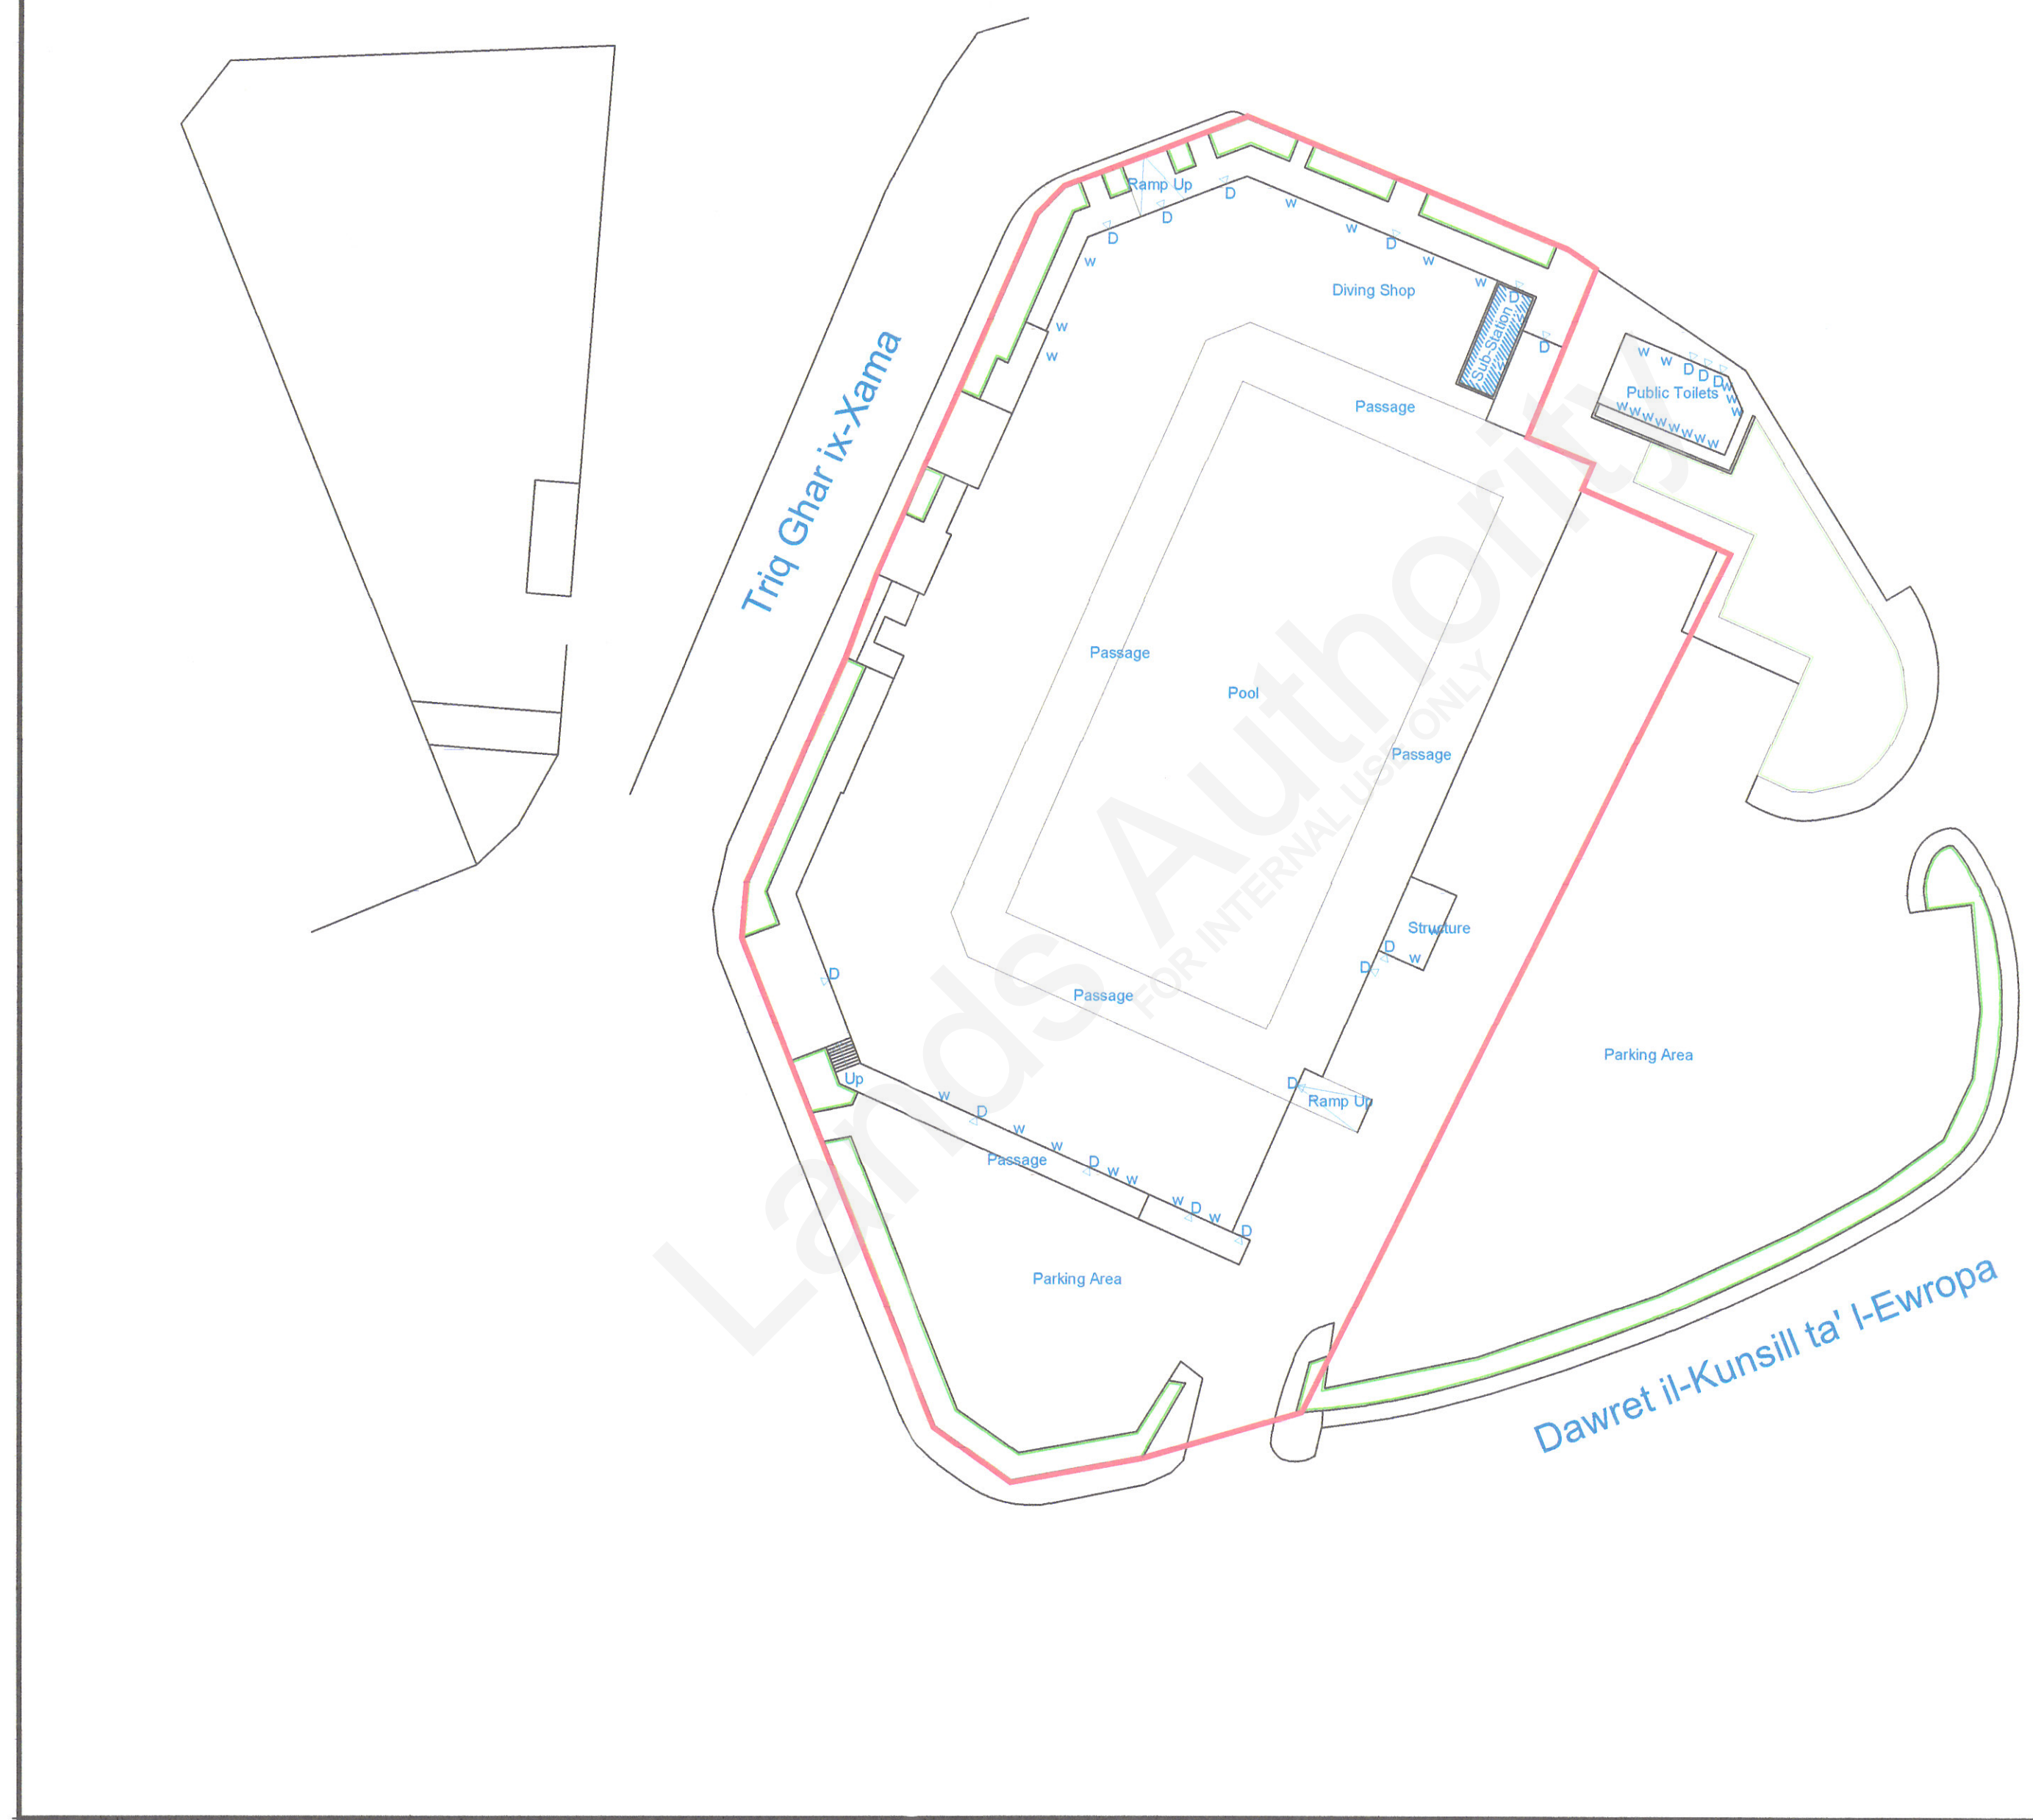 Ramp Up
D
D
D
D
D
D
W
W
W
W
W
W
W
Diving Shop
Sub-Station
Triq Ghar ix-Xama
Passage
W
W
D
D
D
W
W
Public Toilets
W
W
W
W
W
W
W
W
W
Passage
Pool
Passage
Structure
W
D
D
W
D
Passage
Parking Area
Up
D
Ramp Up
W
D
W
W
D
W
W
W
D
W
D
Passage
Parking Area
Dawret il-Kunsill ta' l-Ewropa
Lands Authority
FOR INTERNAL USE ONLY